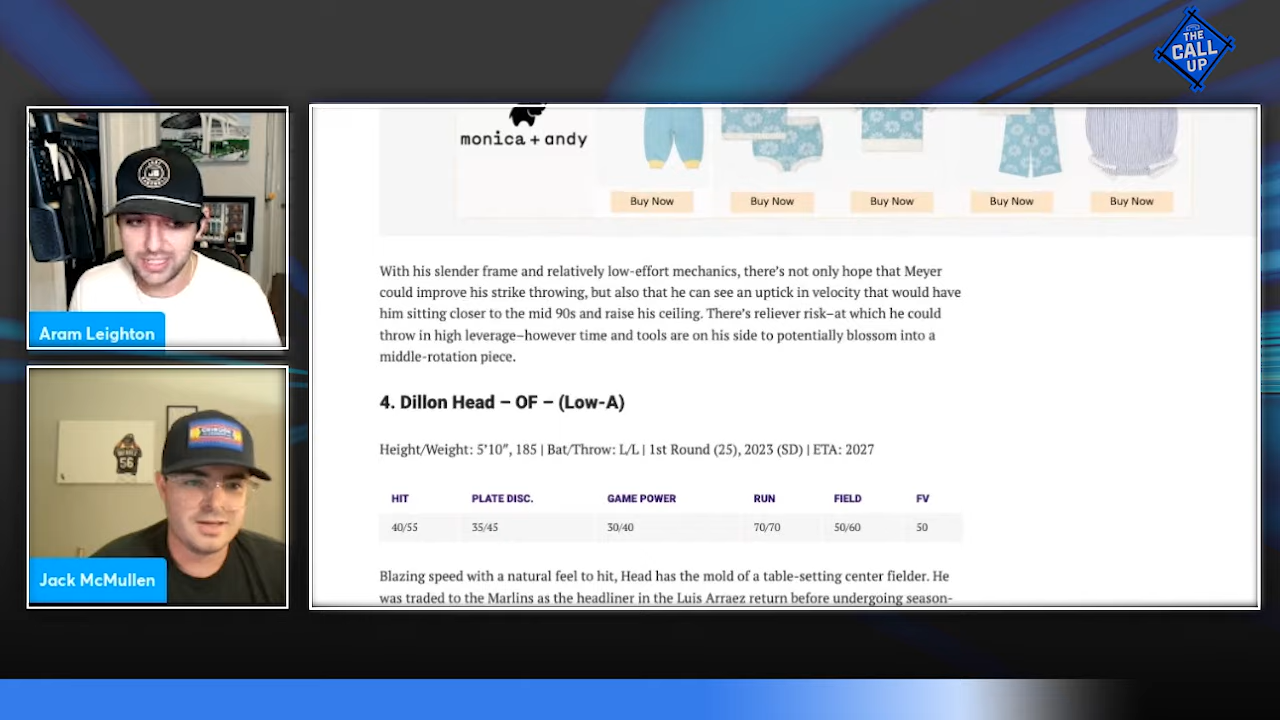 THE
CALL
UP
monica + andy
Buy Now
Buy Now
Buy Now
Buy Now
Buy Now
With his slender frame and relatively low-effort mechanics, there's not only hope that Meyer
could improve his strike throwing, but also that he can see an uptick in velocity that would have
him sitting closer to the mid 90s and raise his ceiling. There's reliever risk–at which he could
throw in high leverage–however time and tools are on his side to potentially blossom into a
middle-rotation piece.
4. Dillon Head – OF – (Low-A)
Height/Weight: 5'10", 185 | Bat/Throw: L/L | 1st Round (25), 2023 (SD) | ETA: 2027
HIT PLATE DISC. GAME POWER RUN FIELD FV
40/55 35/45 30/40 70/70 50/60 50
Blazing speed with a natural feel to hit, Head has the mold of a table-setting center fielder. He
was traded to the Marlins as the headliner in the Luis Arraez return before undergoing season-
Aram Leighton
56
Jack McMullen